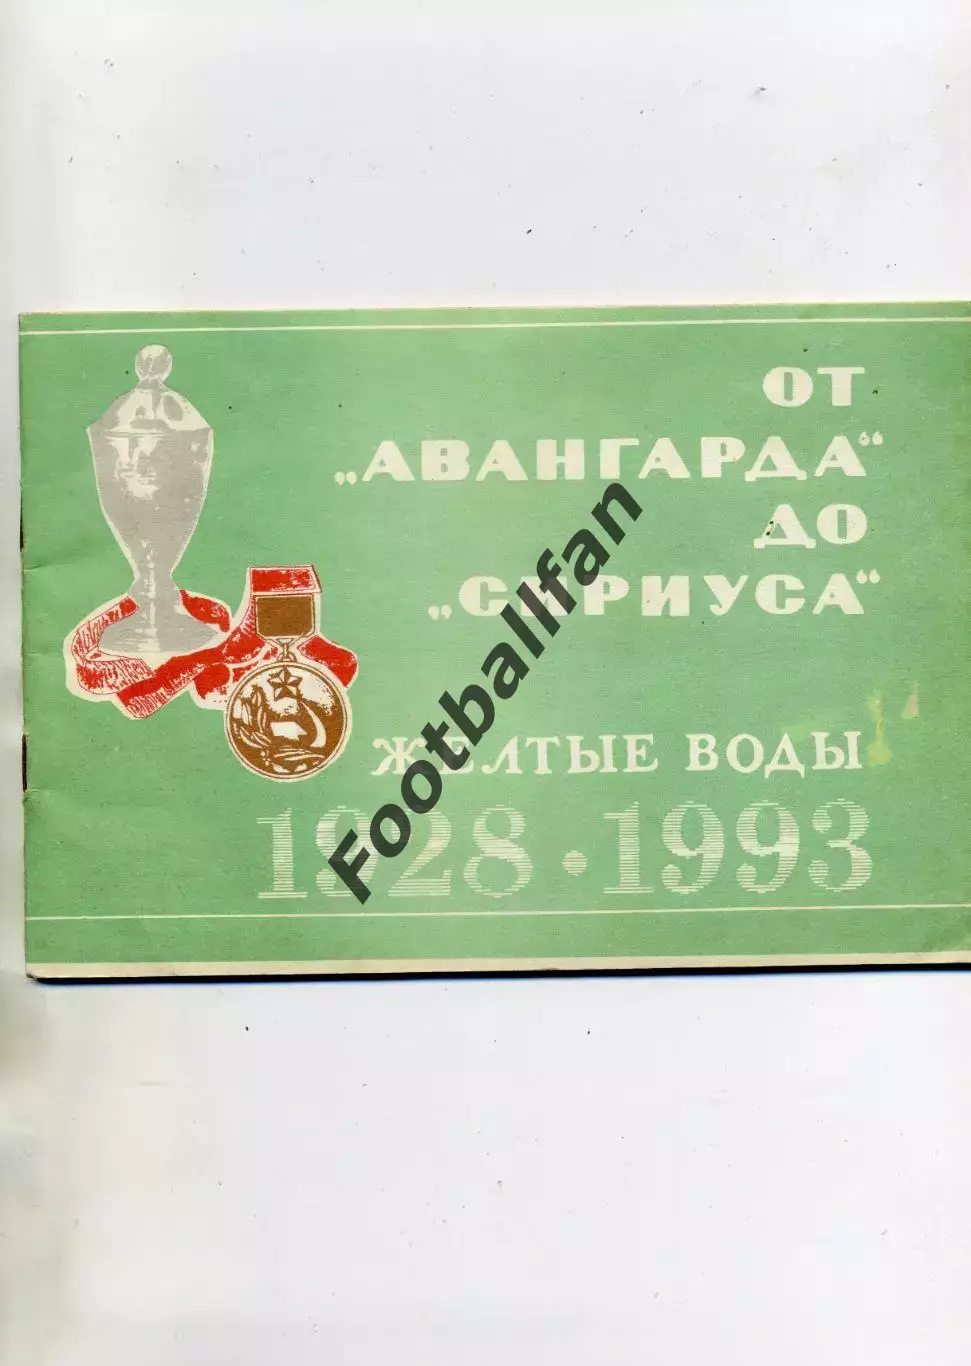 ОТ
„АВАНГАРДА“
ДО
„СИРИУСА“
ЖЕЛТЫЕ ВОДЫ
1928 · 1993
Footballfan